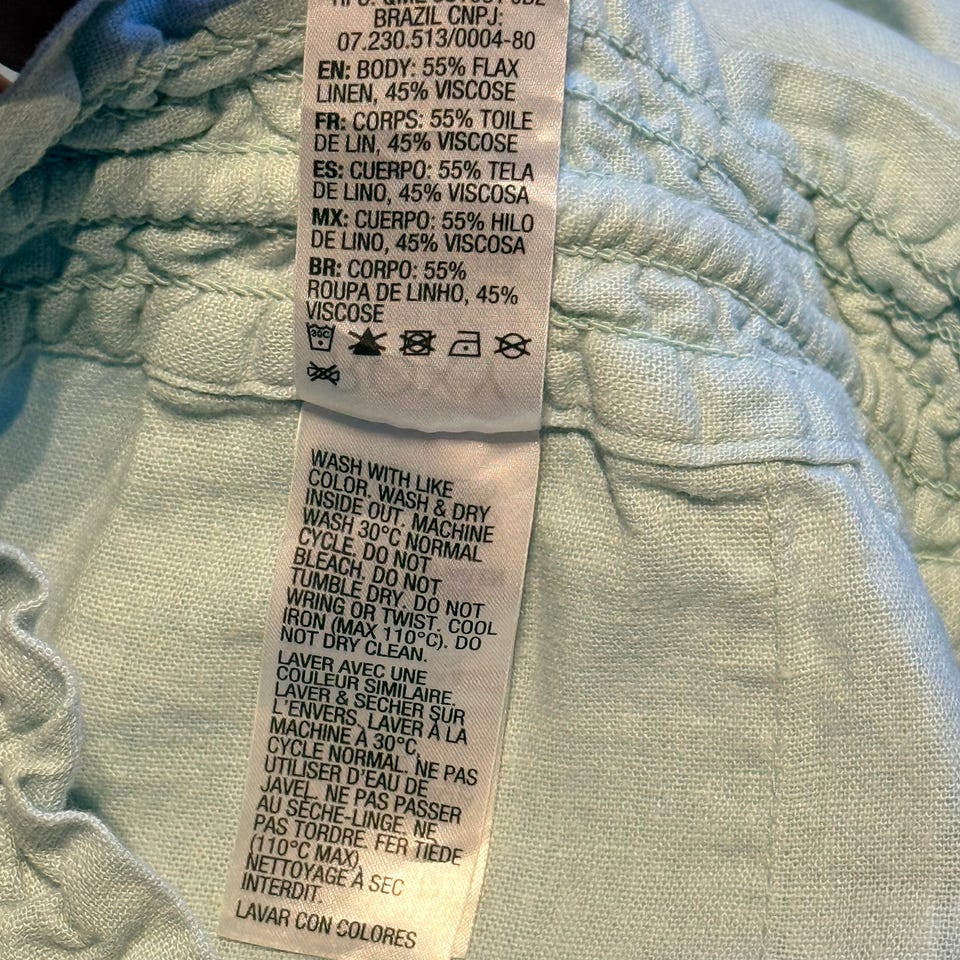 BRAZIL CNPJ:
07.230.513/0004-80
EN: BODY: 55% FLAX
LINEN, 45% VISCOSE
FR: CORPS: 55% TOILE
DE LIN, 45% VISCOSE
ES: CUERPO: 55% TELA
DE LINO, 45% VISCOSA
MX: CUERPO: 55% HILO
DE LINO, 45% VISCOSA
BR: CORPO: 55%
ROUPA DE LINHO, 45%
VISCOSE
30C
WASH WITH LIKE
COLOR. WASH & DRY
INSIDE OUT. MACHINE
WASH 30°C NORMAL
CYCLE. DO NOT
BLEACH. DO NOT
TUMBLE DRY. DO NOT
WRING OR TWIST. COOL
IRON (MAX 110°C). DO
NOT DRY CLEAN.
LAVER AVEC UNE
COULEUR SIMILAIRE.
LAVER & SECHER SUR
L'ENVERS. LAVER À LA
MACHINE À 30°C,
CYCLE NORMAL. NE PAS
UTILISER D'EAU DE
JAVEL. NE PAS PASSER
AU SÈCHE-LINGE. NE
PAS TORDRE. FER TIÈDE
(110°C MAX).
NETTOYAGE À SEC
INTERDIT.
LAVAR CON COLORES